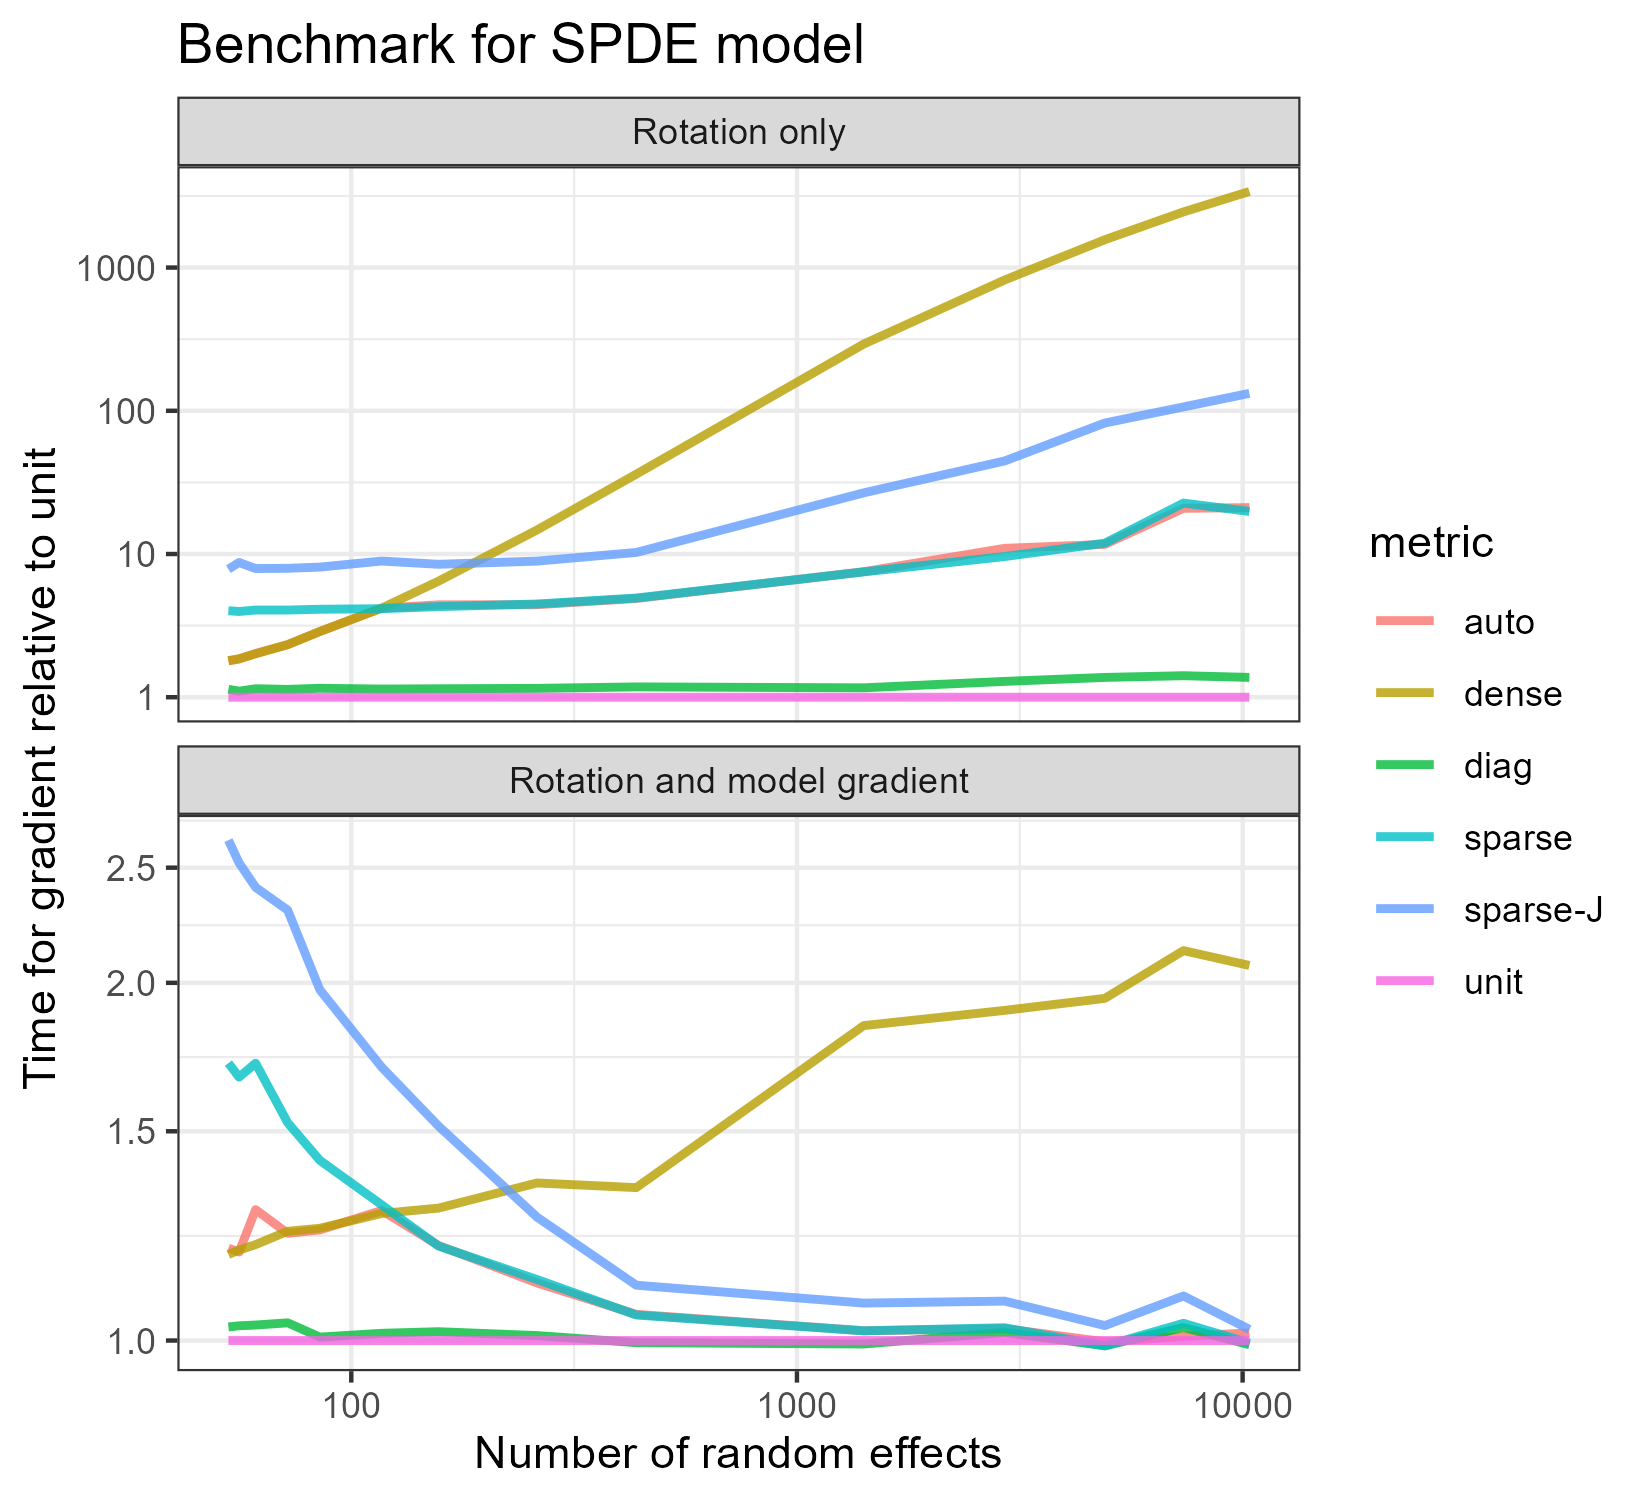 Benchmark for SPDE model
Rotation only
1000
100
10
1
Rotation and model gradient
2.5
2.0
1.5
1.0
100 1000 10000
Number of random effects
Time for gradient relative to unit
metric
auto
dense
diag
sparse
sparse-J
unit